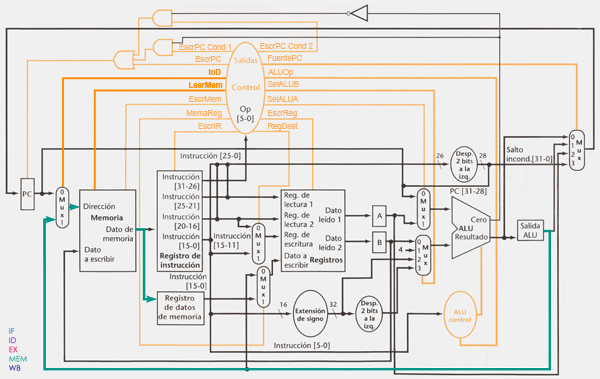 EscrPC Cond 1
EscrPC Cond 2
EscrPC
FuentePC
Salidas
IoD
ALUOp
LeerMem
SelALUB
Control
EscrMem
SelALUA
MemaReg
EscrReg
Op
[5-0]
EscrIR
RegDest
Instrucción [25-0]
26
Desp.
2 bits
a la
izq.
28
Salto
incond.[31-0]
PC [31-28]
0
1
2
3
Mux
PC
0
Mux
1
Dirección
Memoria
Dato de
memoria
Dato
a escribir
Instrucción
[31-26]
Instrucción
[25-21]
Instrucción
[20-16]
Instrucción
[15-0]
Registro de
instrucción
Instrucción
[15-11]
0
Mux
1
Reg. de
lectura 1
Reg. de
lectura 2
Reg. de
escritura
Dato a
escribir
Dato
leído 1
Dato
leído 2
Registros
A
B
0
Mux
1
4
0
1
2
3
Mux
Cero
ALU
Resultado
Salida
ALU
Instrucción
[15-0]
0
Mux
1
Registro
de datos
de memoria
16
Extensión
de signo
32
Desp.
2 bits
a la
izq.
ALU
control
Instrucción [5-0]
IF
ID
EX
MEM
WB